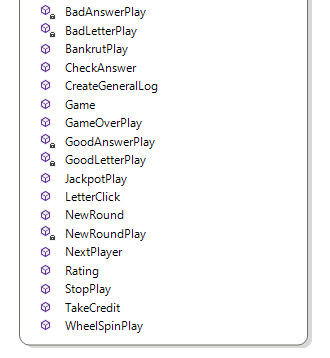 BadAnswerPlay
BadLetterPlay
BankrutPlay
CheckAnswer
CreateGeneralLog
Game
GameOverPlay
GoodAnswerPlay
GoodLetterPlay
JackpotPlay
LetterClick
NewRound
NewRoundPlay
NextPlayer
Rating
StopPlay
TakeCredit
WheelSpinPlay